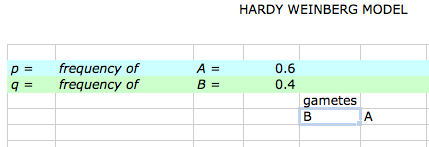 HARDY WEINBERG MODEL
p = frequency of A = 0.6
q = frequency of B = 0.4
gametes
B A